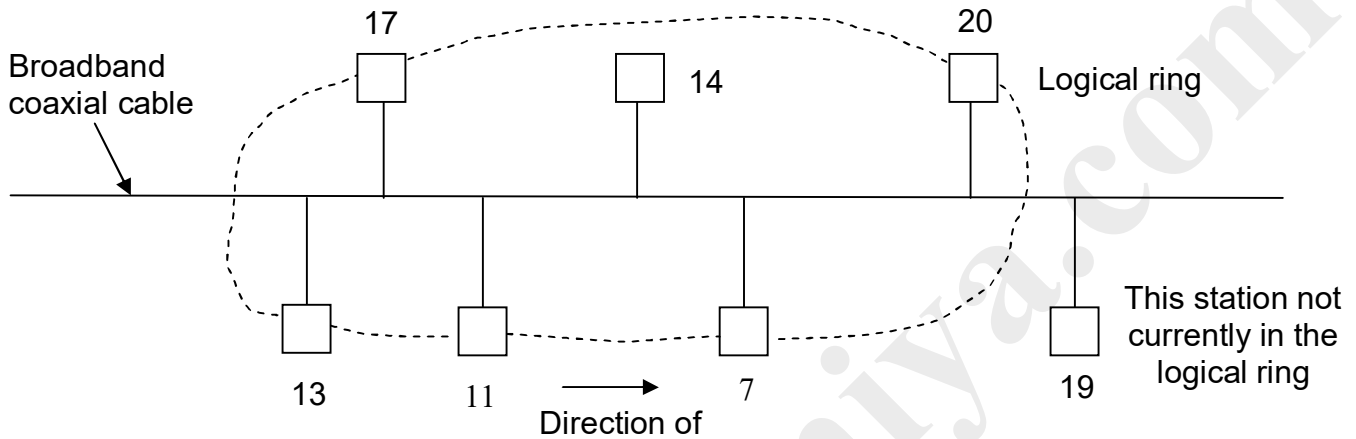 17
20
Broadband
coaxial cable
14
Logical ring
This station not
currently in the
logical ring
13
11
7
19
Direction of